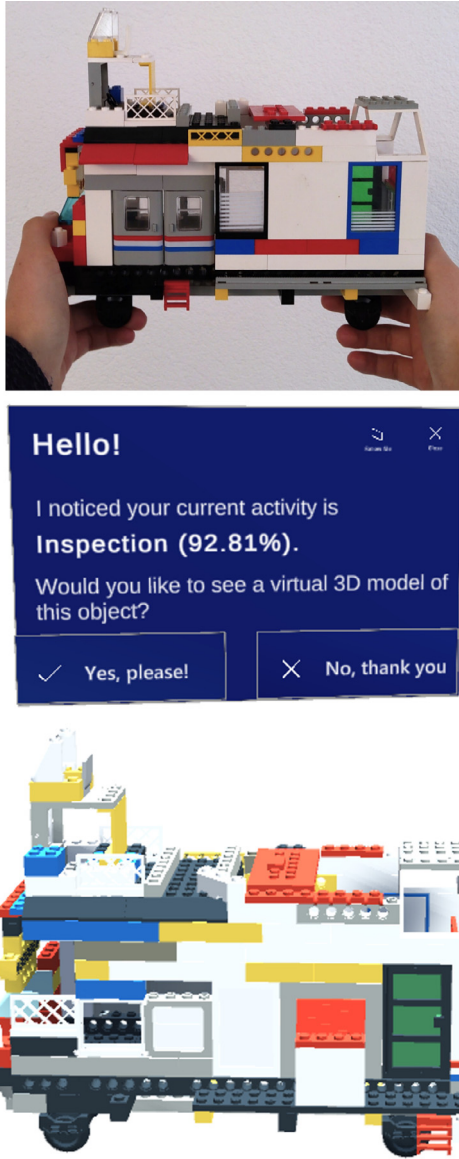 Hello!
I noticed your current activity is
Inspection (92.81%).
Would you like to see a virtual 3D model of
this object?
Yes, please!
No, thank you